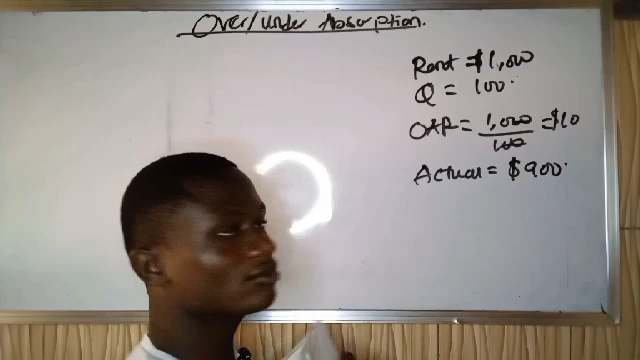 Over/under Absorption.
Rent = $1,000
Q = 100.
OAR = 1,000/100 = $10
Actual = $900.